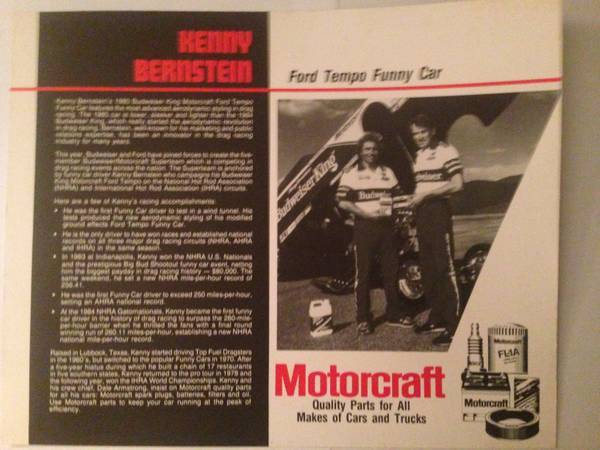 KENNY
BERNSTEIN
Ford Tempo Funny Car
Kenny Bernstein's 1985 Budweiser King Motorcraft Ford Tempo
Funny Car features the most advanced aerodynamic styling in drag
racing. The 1985 car is lower, sleeker and lighter than the 1984
Budweiser King, which really started the aerodynamic revolution
in drag racing. Bernstein, well-known for his marketing and public
relations expertise, has been an innovator in the drag racing
industry for many years.
This year, Budweiser and Ford have joined forces to create the five-
member Budweiser/Motorcraft Superteam which is competing in
drag racing events across the nation. The Superteam is anchored
by funny car driver Kenny Bernstein who campaigns his Budweiser
King Motorcraft Ford Tempo on the National Hot Rod Association
(NHRA) and International Hot Rod Association (IHRA) circuits.
Here are a few of Kenny's racing accomplishments:
• He was the first Funny Car driver to test in a wind tunnel. His
tests produced the new aerodynamic styling of his modified
ground effects Ford Tempo Funny Car.
• He is the only driver to have won races and established national
records on all three major drag racing circuits (NHRA, AHRA
and IHRA) in the same season.
• In 1983 at Indianapolis, Kenny won the NHRA U.S. Nationals
and the prestigious Big Bud Shootout funny car event, netting
him the biggest payday in drag racing history — $80,000. The
same weekend, he set a new NHRA mile-per-hour record of
256.41.
• He was the first Funny Car driver to exceed 250 miles-per-hour,
setting an AHRA national record.
• At the 1984 NHRA Gatornationals, Kenny became the first funny
car driver in the history of drag racing to surpass the 260-mile-
per-hour barrier when he thrilled the fans with a final round
winning run of 260.11 miles-per-hour, establishing a new NHRA
national mile-per-hour record.
Raised in Lubbock, Texas, Kenny started driving Top Fuel Dragsters
in the 1960's, but switched to the popular Funny Cars in 1970. After
a five-year hiatus during which he built a chain of 17 restaurants
in five southern states, Kenny returned to the pro tour in 1978 and
the following year, won the IHRA World Championships. Kenny and
his crew chief, Dale Armstrong, insist on Motorcraft quality parts
for all his cars: Motorcraft spark plugs, batteries, filters and oil.
Use Motorcraft parts to keep your car running at the peak of
efficiency.
Budweiser King
Motorcraft
Quality Parts for All
Makes of Cars and Trucks
Motorcraft
FL1A
Motorcraft